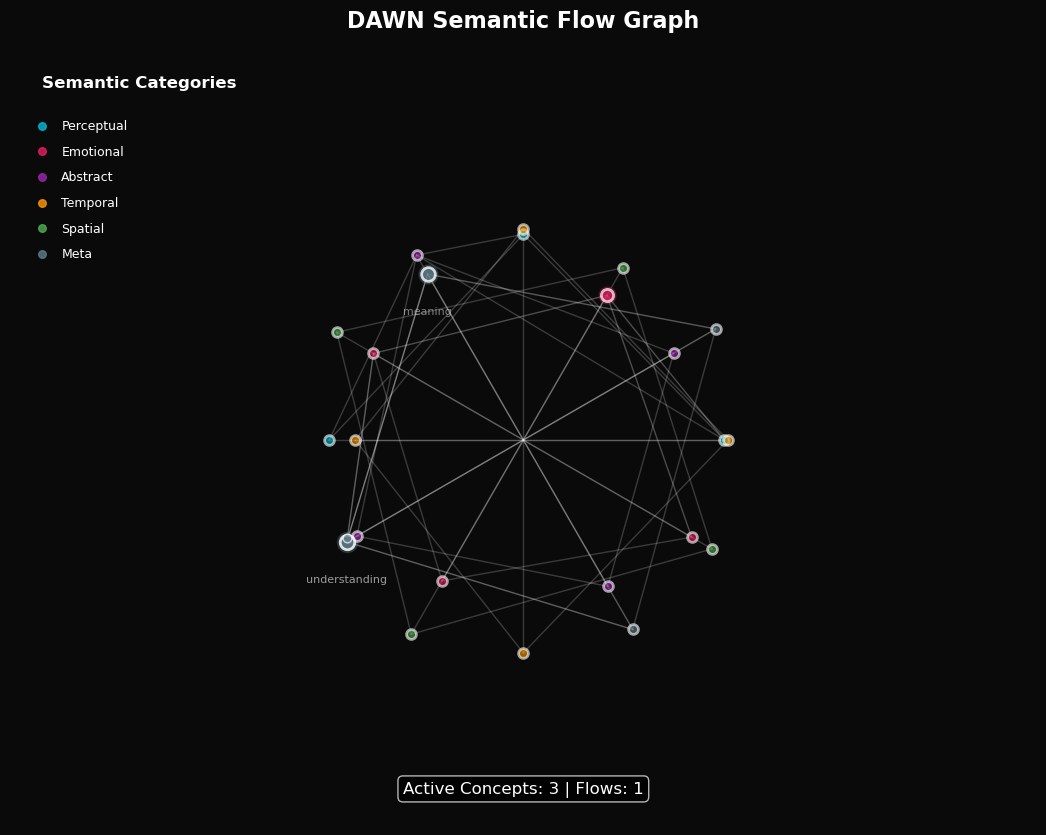 DAWN Semantic Flow Graph
Semantic Categories
Perceptual
Emotional
Abstract
Temporal
Spatial
Meta
meaning
understanding
Active Concepts: 3 | Flows: 1